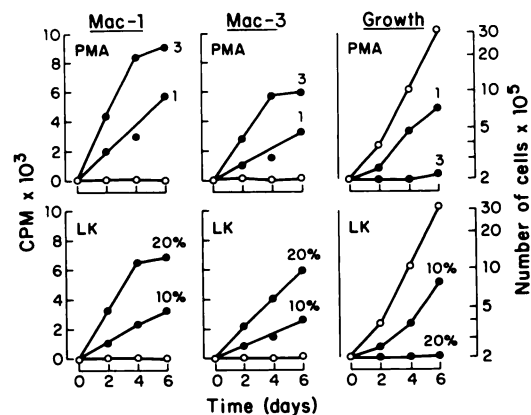 Mac-1 Mac-3 Growth
10 PMA 3 PMA PMA 30
8 20
6 1 3 1 10
4 1 5
2 3
0 2
CPM x 10³
Number of cells x 10⁵
10 LK LK LK 30
8 20% 20
6 20% 10% 10
4 10% 10% 5
2 20%
0 2
0 2 4 6 0 2 4 6 0 2 4 6
Time (days)